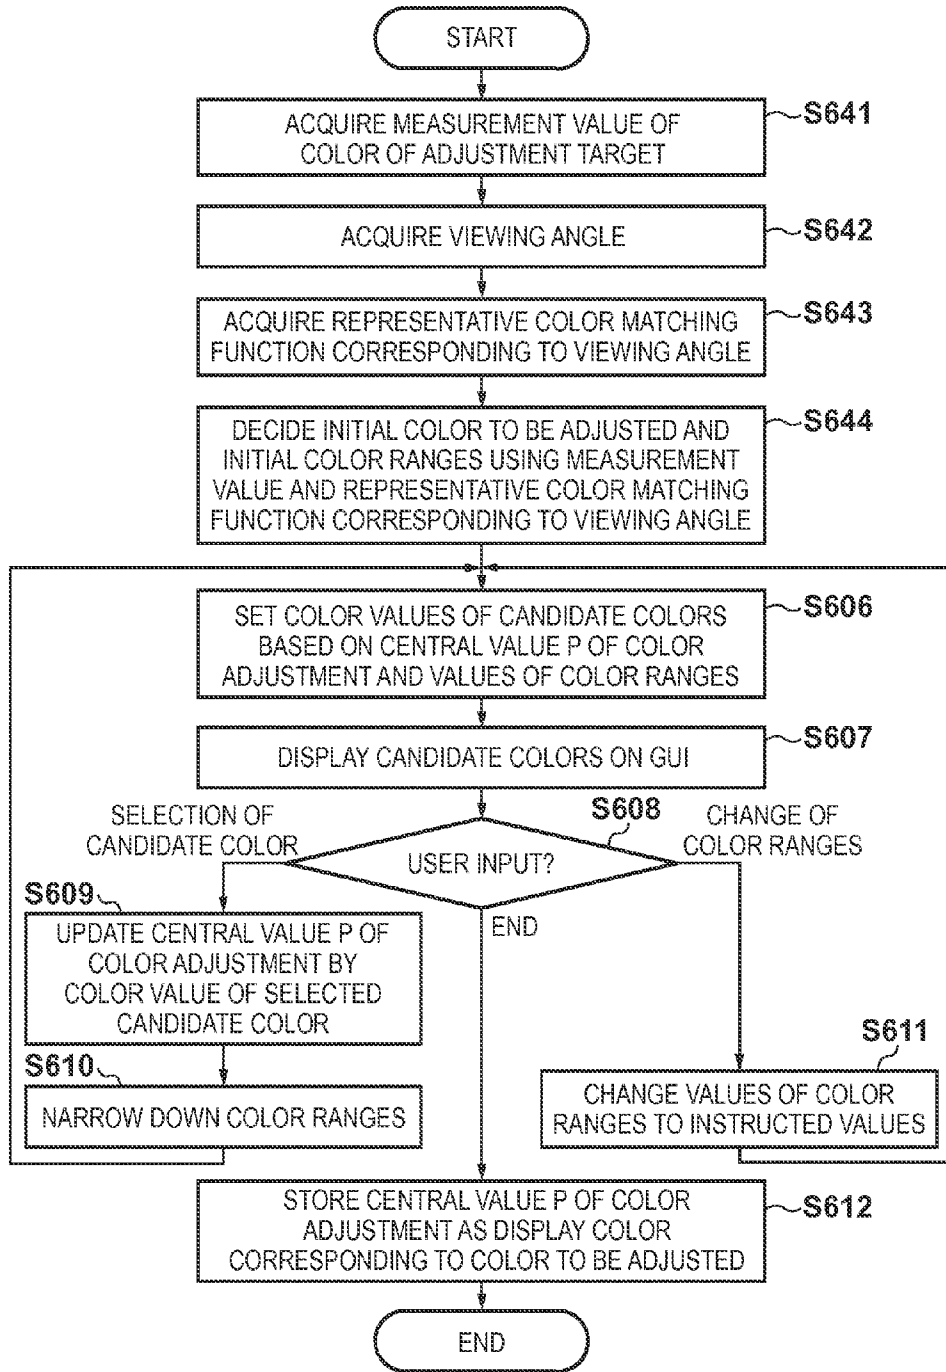 START
S641
ACQUIRE MEASUREMENT VALUE OF
COLOR OF ADJUSTMENT TARGET
S642
ACQUIRE VIEWING ANGLE
S643
ACQUIRE REPRESENTATIVE COLOR MATCHING
FUNCTION CORRESPONDING TO VIEWING ANGLE
S644
DECIDE INITIAL COLOR TO BE ADJUSTED AND
INITIAL COLOR RANGES USING MEASUREMENT
VALUE AND REPRESENTATIVE COLOR MATCHING
FUNCTION CORRESPONDING TO VIEWING ANGLE
S606
SET COLOR VALUES OF CANDIDATE COLORS
BASED ON CENTRAL VALUE P OF COLOR
ADJUSTMENT AND VALUES OF COLOR RANGES
S607
DISPLAY CANDIDATE COLORS ON GUI
S608
USER INPUT?
SELECTION OF
CANDIDATE COLOR
CHANGE OF
COLOR RANGES
END
S609
UPDATE CENTRAL VALUE P OF
COLOR ADJUSTMENT BY
COLOR VALUE OF SELECTED
CANDIDATE COLOR
S610
NARROW DOWN COLOR RANGES
S611
CHANGE VALUES OF COLOR
RANGES TO INSTRUCTED VALUES
S612
STORE CENTRAL VALUE P OF COLOR
ADJUSTMENT AS DISPLAY COLOR
CORRESPONDING TO COLOR TO BE ADJUSTED
END